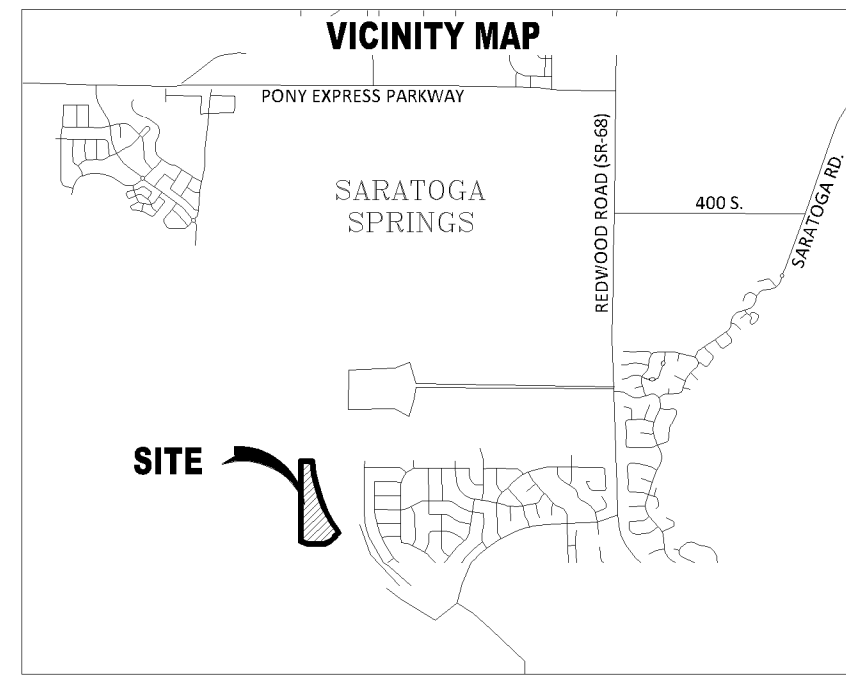 VICINITY MAP
PONY EXPRESS PARKWAY
SARATOGA
SPRINGS
REDWOOD ROAD (SR-68)
400 S.
SARATOGA RD.
SITE